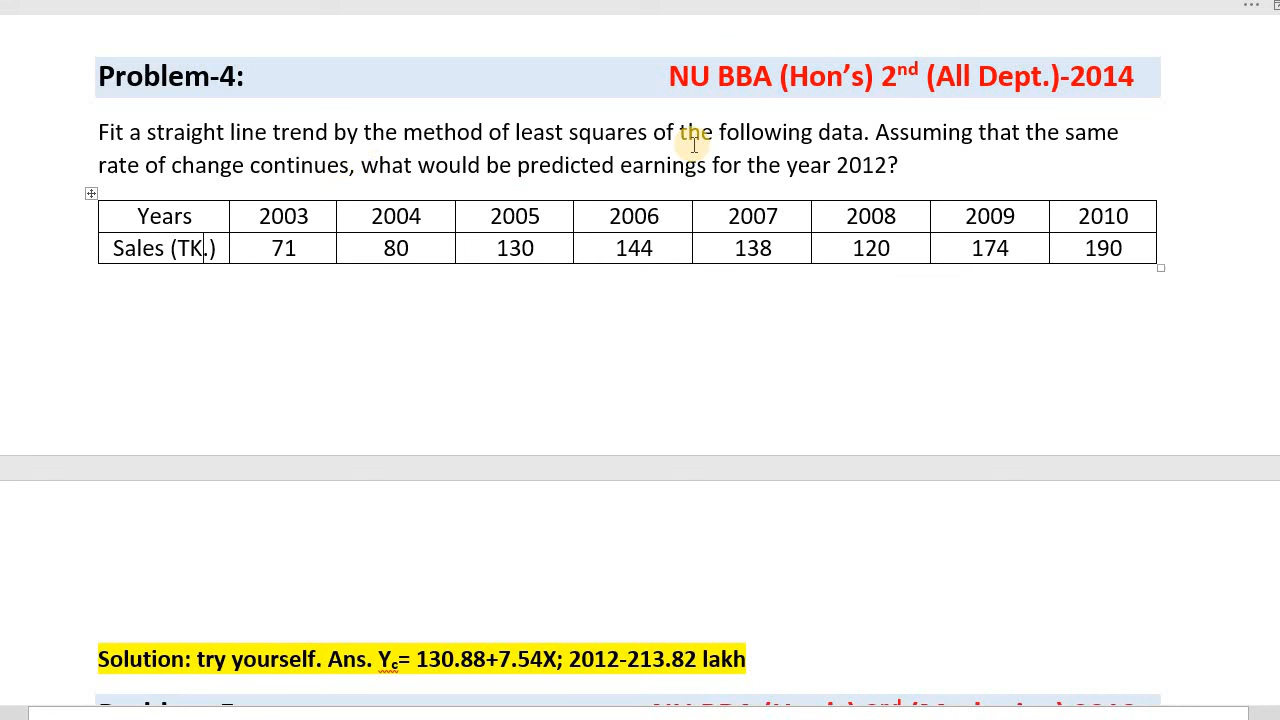 Problem-4: NU BBA (Hon’s) 2nd (All Dept.)-2014
Fit a straight line trend by the method of least squares of the following data. Assuming that the same
rate of change continues, what would be predicted earnings for the year 2012?
Years 2003 2004 2005 2006 2007 2008 2009 2010
Sales (TK.) 71 80 130 144 138 120 174 190
Solution: try yourself. Ans. Yc= 130.88+7.54X; 2012-213.82 lakh